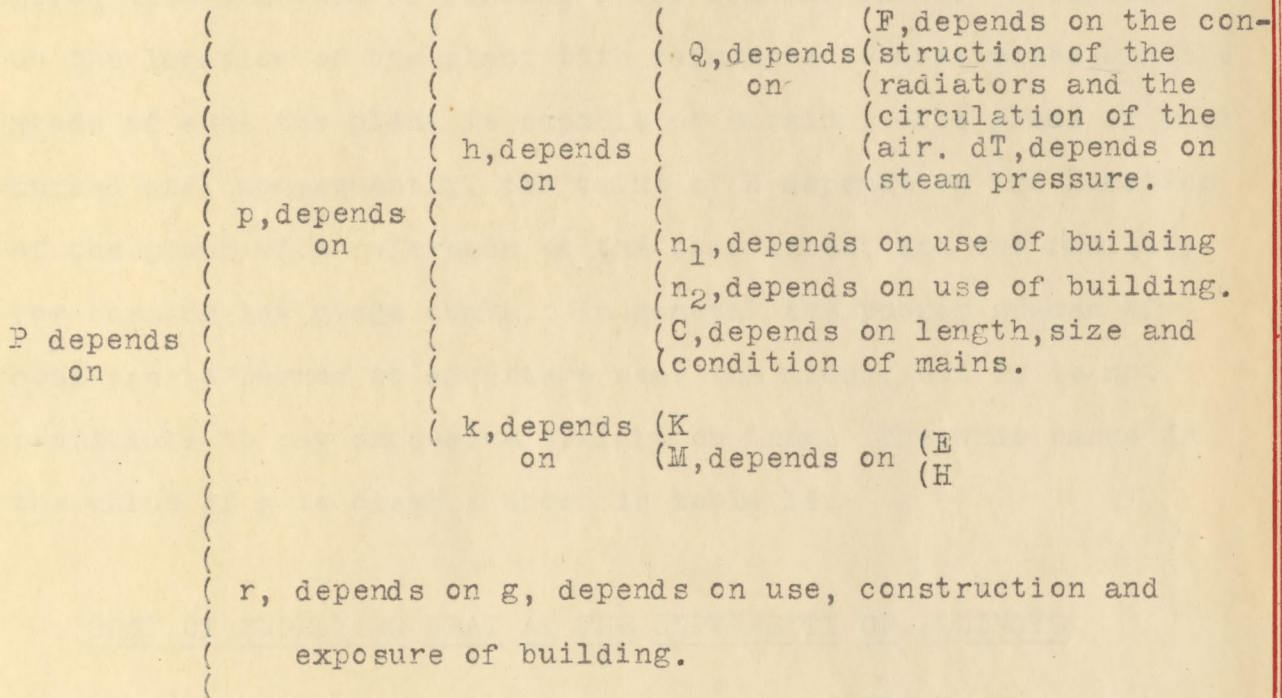 (F,depends on the con-
Q,depends(struction of the
on (radiators and the
(circulation of the
h,depends ( (air. dT,depends on
on (steam pressure.
p,depends
on (n1,depends on use of building
(n2,depends on use of building.
P depends ( (C,depends on length,size and
on (condition of mains.
( k,depends (K
on (M,depends on (E
(H
( r, depends on g, depends on use, construction and
( exposure of building.